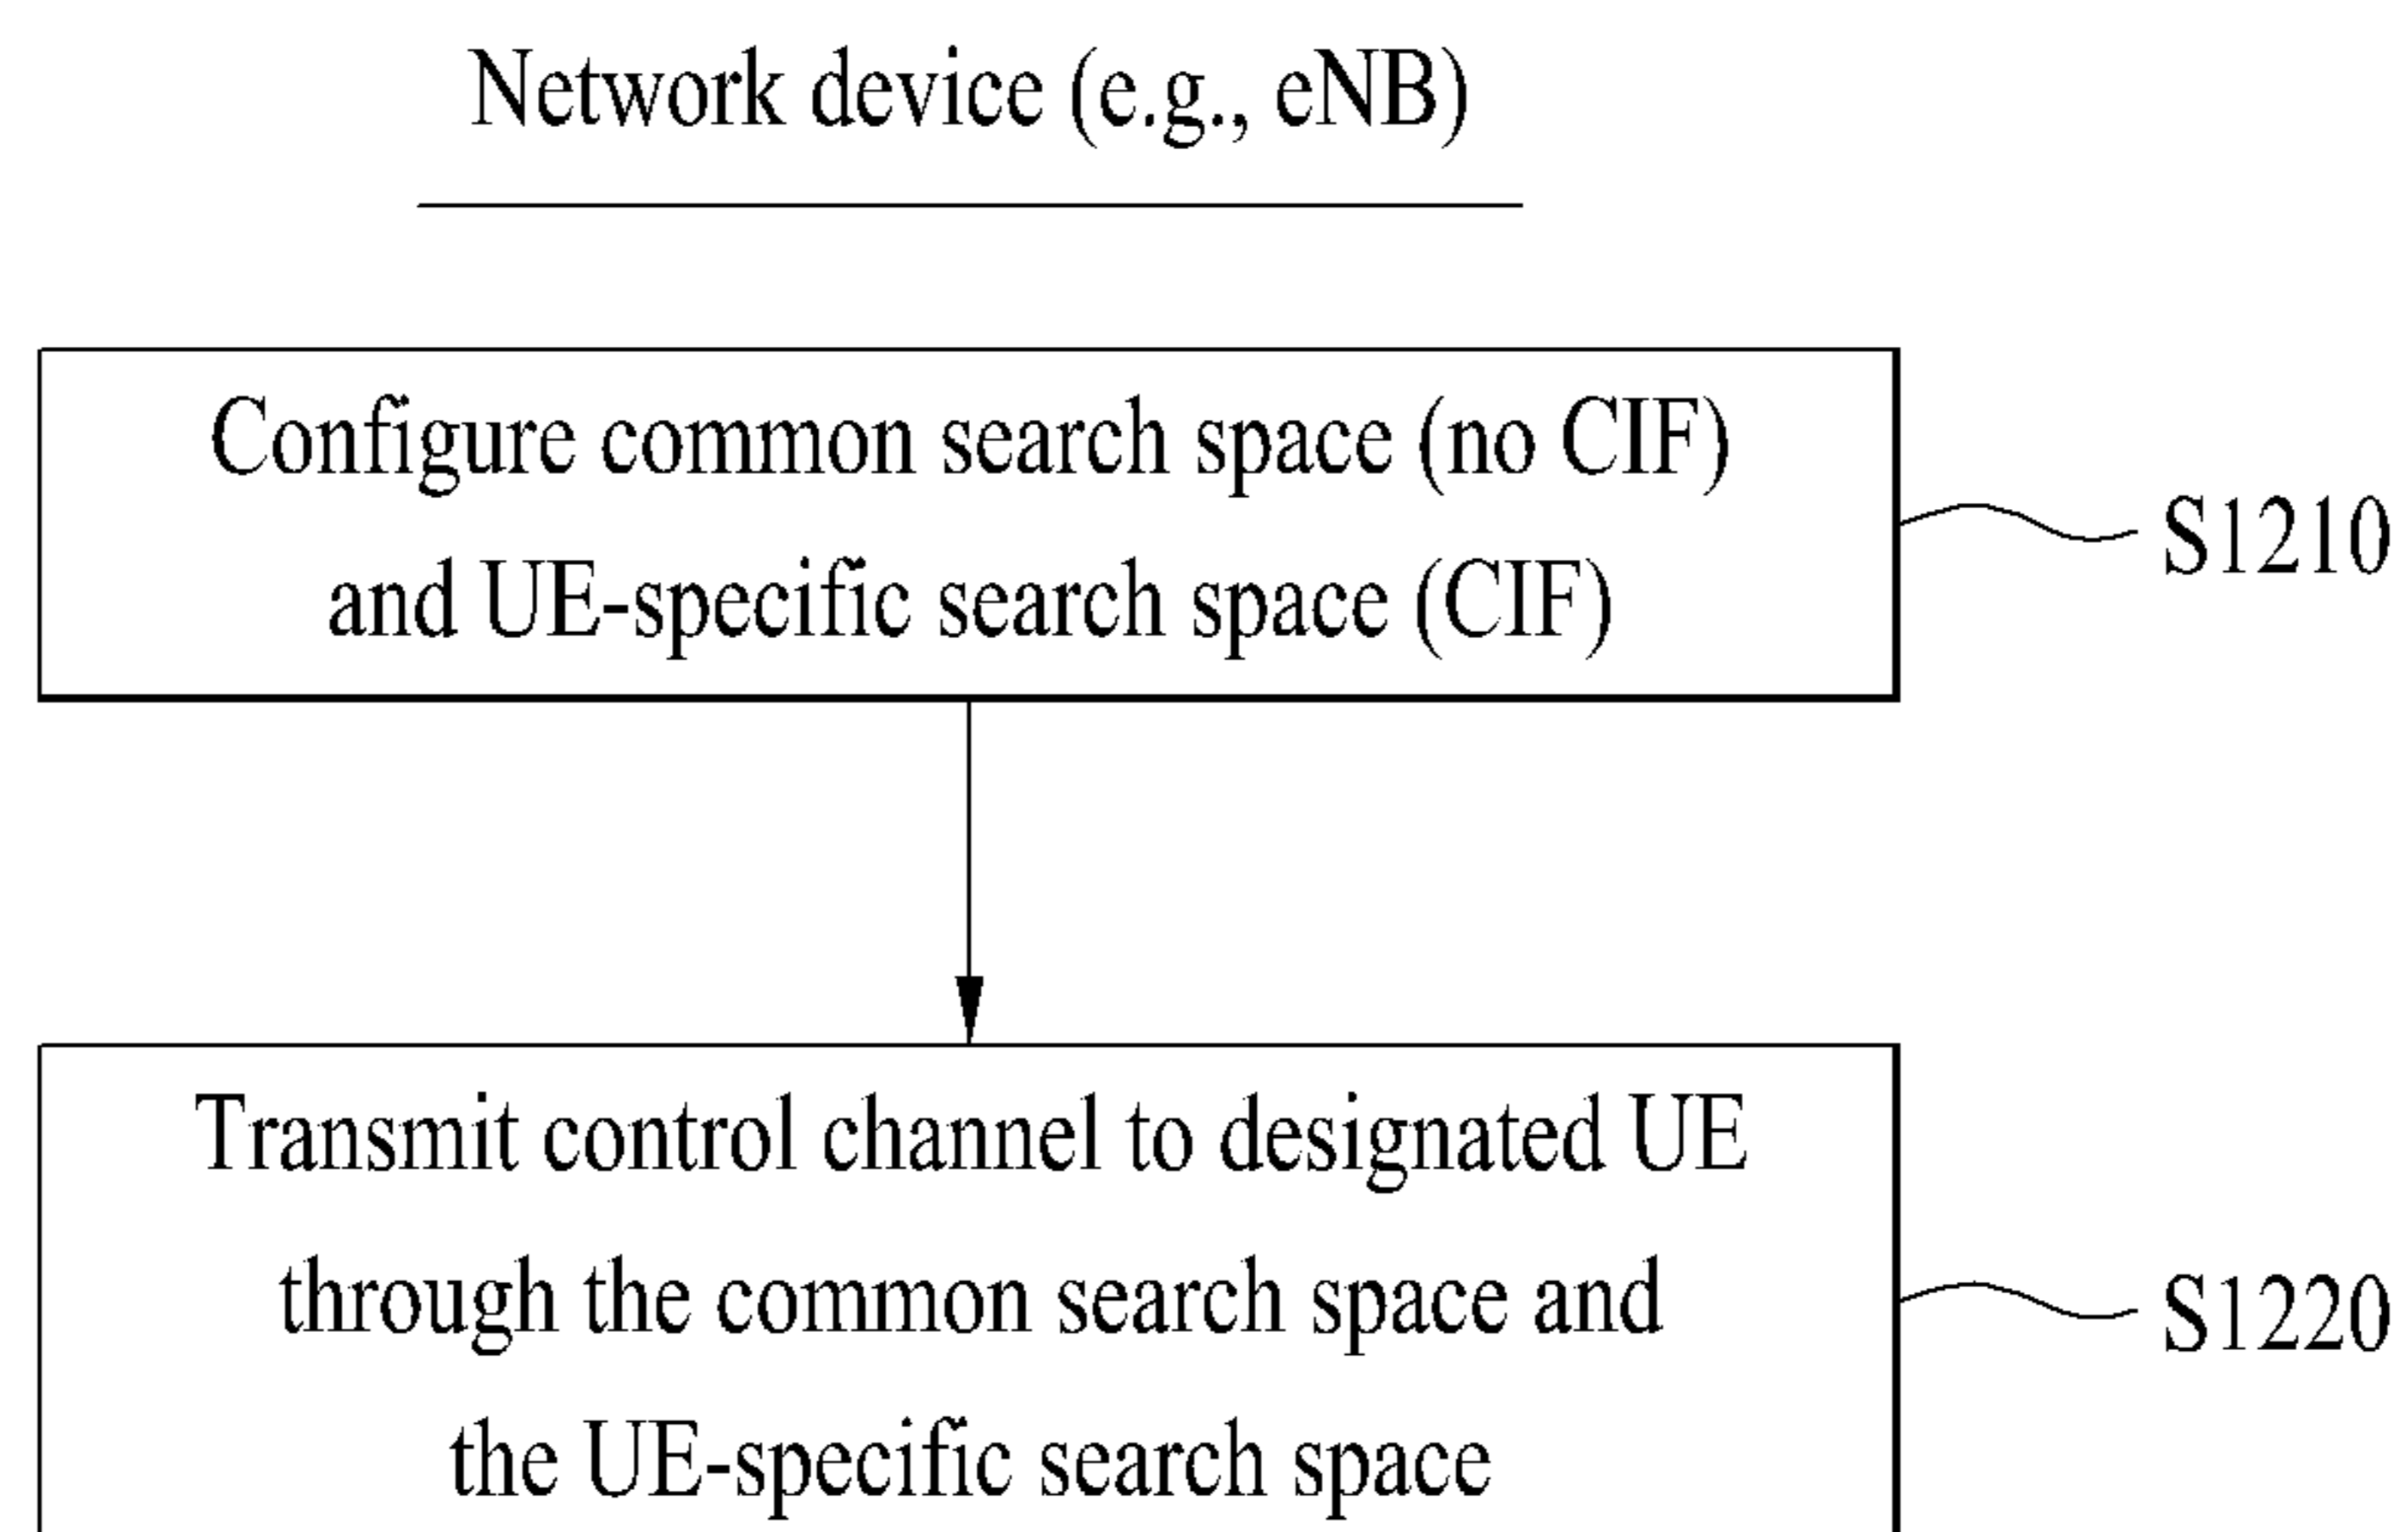 Network device (e.g., eNB)
Configure common search space (no CIF)
and UE-specific search space (CIF)
S1210
Transmit control channel to designated UE
through the common search space and
the UE-specific search space
S1220